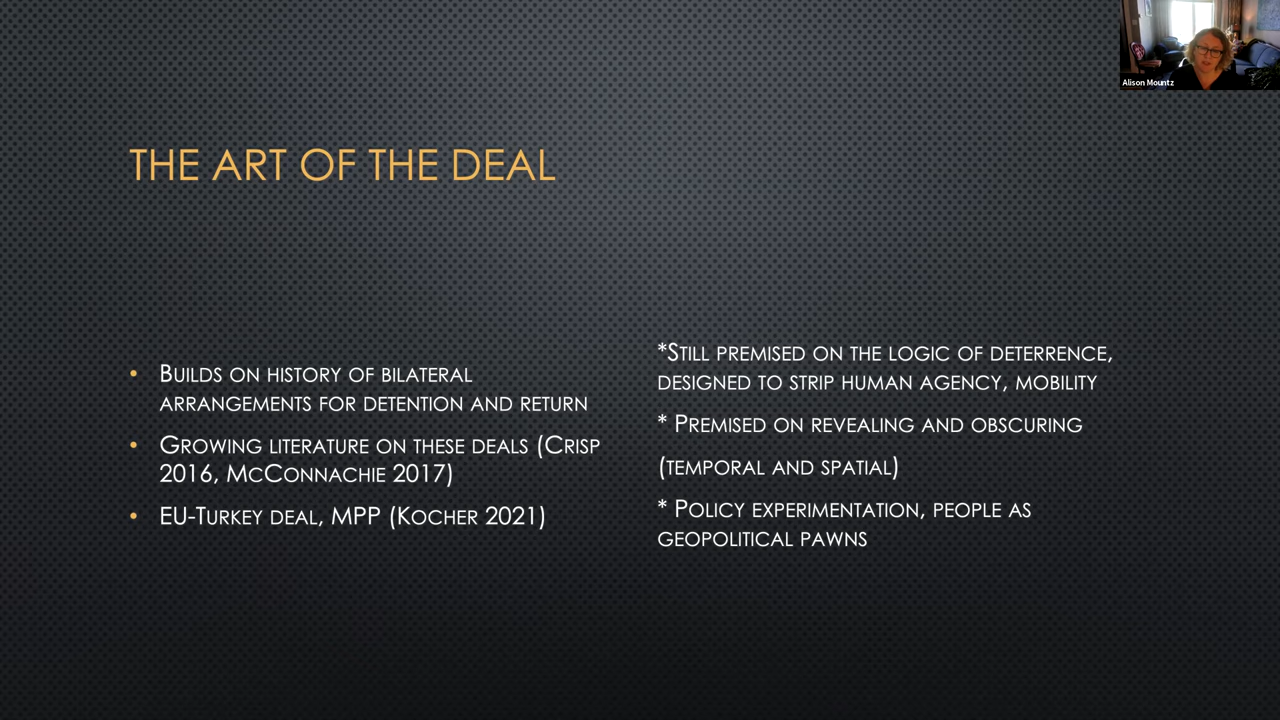 Alison Mountz
THE ART OF THE DEAL
• BUILDS ON HISTORY OF BILATERAL
ARRANGEMENTS FOR DETENTION AND RETURN
• GROWING LITERATURE ON THESE DEALS (CRISP
2016, MCCONNACHIE 2017)
• EU-TURKEY DEAL, MPP (KOCHER 2021)
*STILL PREMISED ON THE LOGIC OF DETERRENCE,
DESIGNED TO STRIP HUMAN AGENCY, MOBILITY
* PREMISED ON REVEALING AND OBSCURING
(TEMPORAL AND SPATIAL)
* POLICY EXPERIMENTATION, PEOPLE AS
GEOPOLITICAL PAWNS